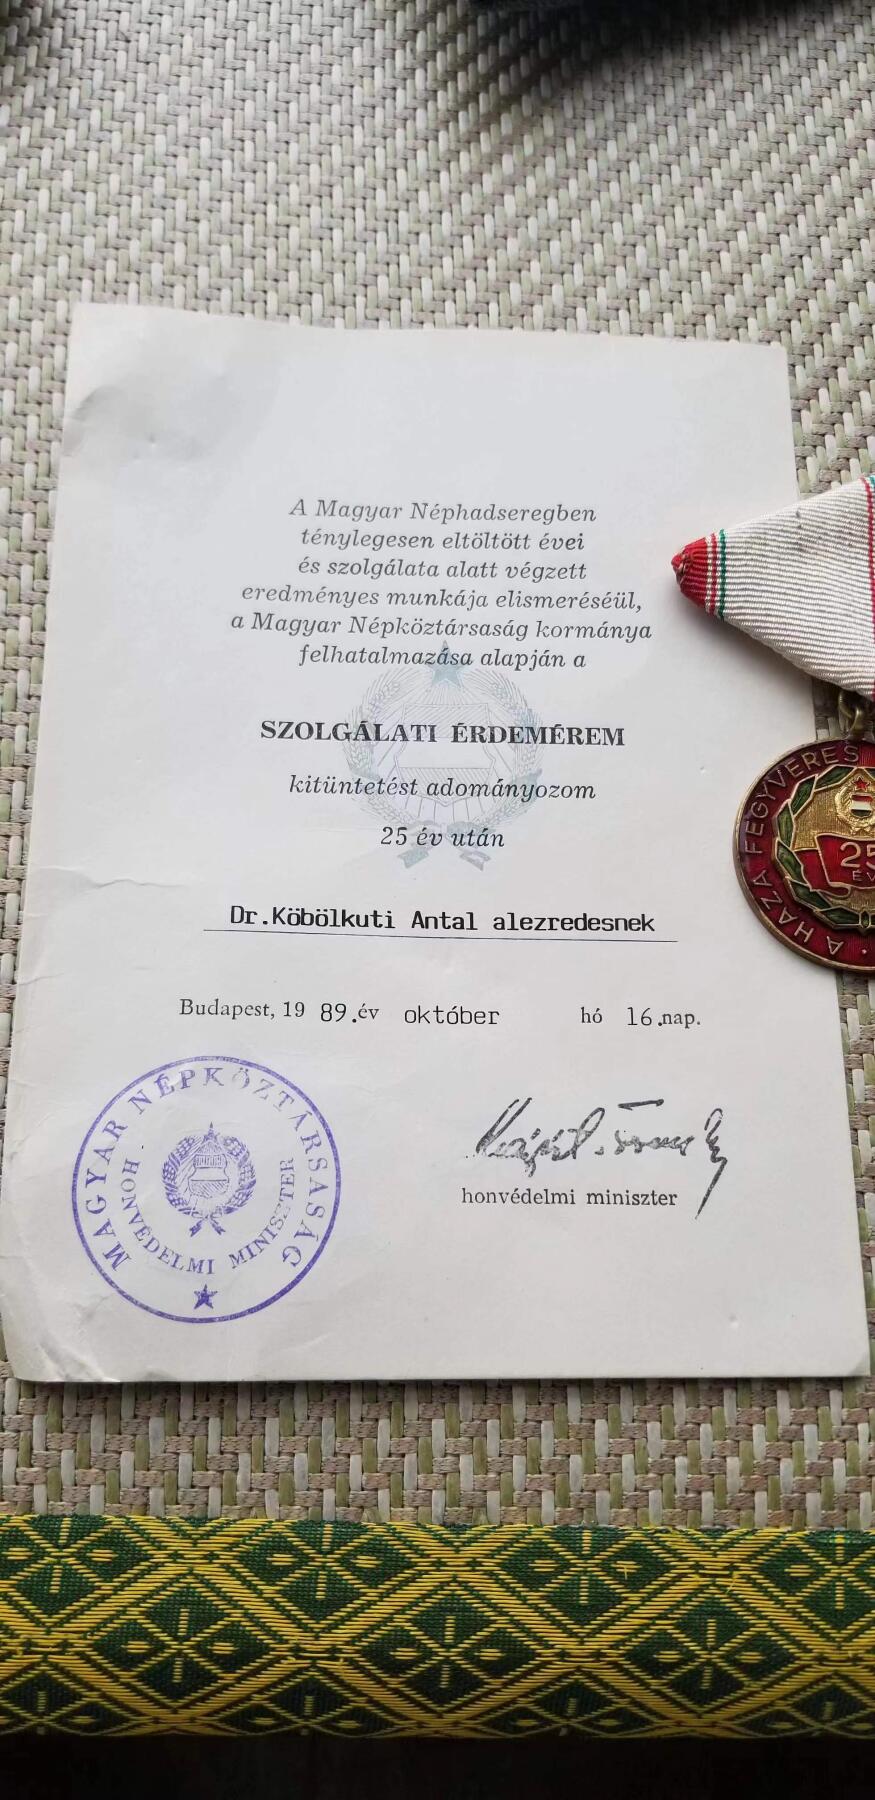 A Magyar Néphadseregben
ténylegesen eltöltött évei
és szolgálata alatt végzett
eredményes munkája elismeréséül,
a Magyar Népköztársaság kormánya
felhatalmazása alapján a
SZOLGÁLATI ÉRDEMÉREM
kitüntetést adományozom
25 év után
Dr.Köbölkuti Antal alezredesnek
Budapest, 19 89.év október hó 16.nap.
honvédelmi miniszter
MAGYAR NÉPKÖZTÁRSASÁG
HONVÉDELMI MINISZTER
A HAZA FEGYVERES
25
ÉV